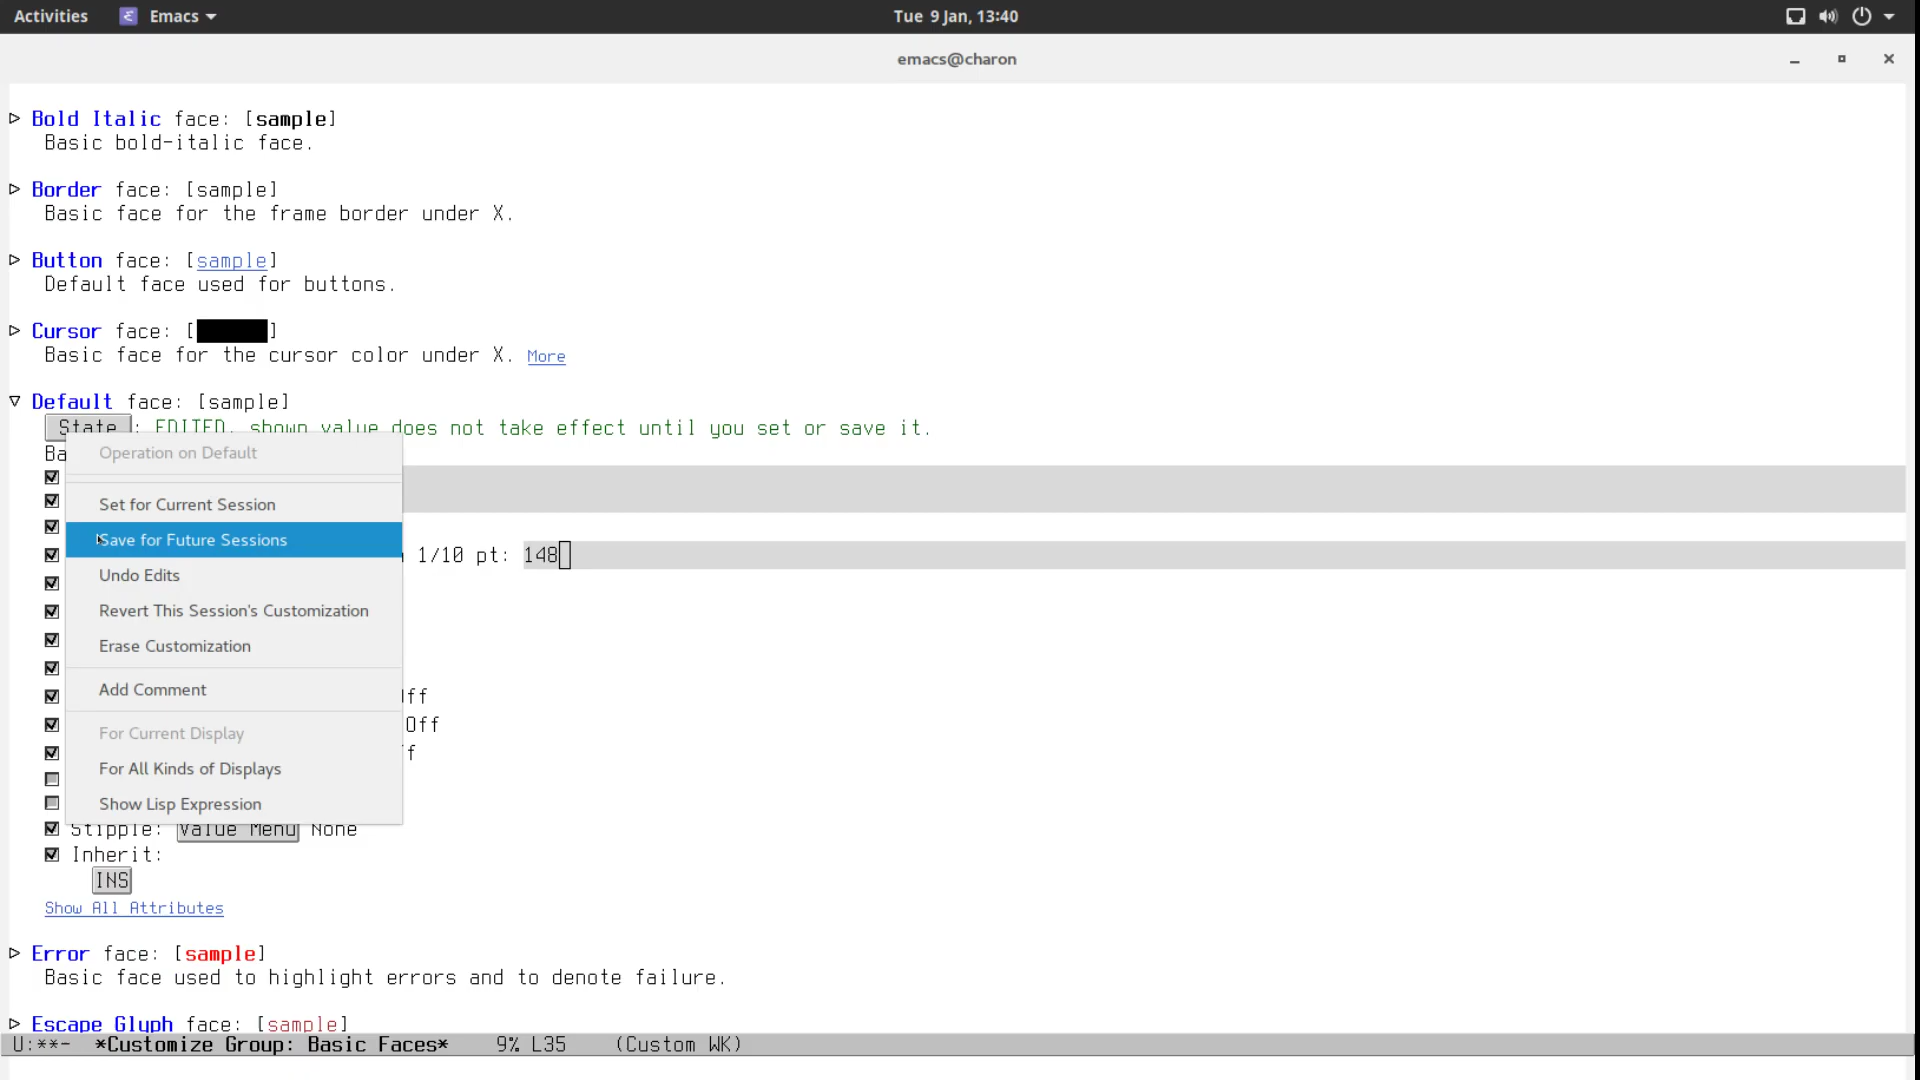 Activities Emacs Tue 9 Jan, 13:40
emacs@charon
Bold Italic face: [sample]
Basic bold-italic face.
Border face: [sample]
Basic face for the frame border under X.
Button face: [sample]
Default face used for buttons.
Cursor face: [ ]
Basic face for the cursor color under X. More
Default face: [sample]
State : EDITED, shown value does not take effect until you set or save it.
Ba
Operation on Default
Set for Current Session
Save for Future Sessions
1/10 pt: 148
Undo Edits
Revert This Session's Customization
Erase Customization
Add Comment
Off
Off
For Current Display
f
For All Kinds of Displays
Show Lisp Expression
Stipple: Value Menu None
Inherit:
INS
Show All Attributes
Error face: [sample]
Basic face used to highlight errors and to denote failure.
Escape Glyph face: [sample]
U:**- *Customize Group: Basic Faces* 9% L35 (Custom WK)